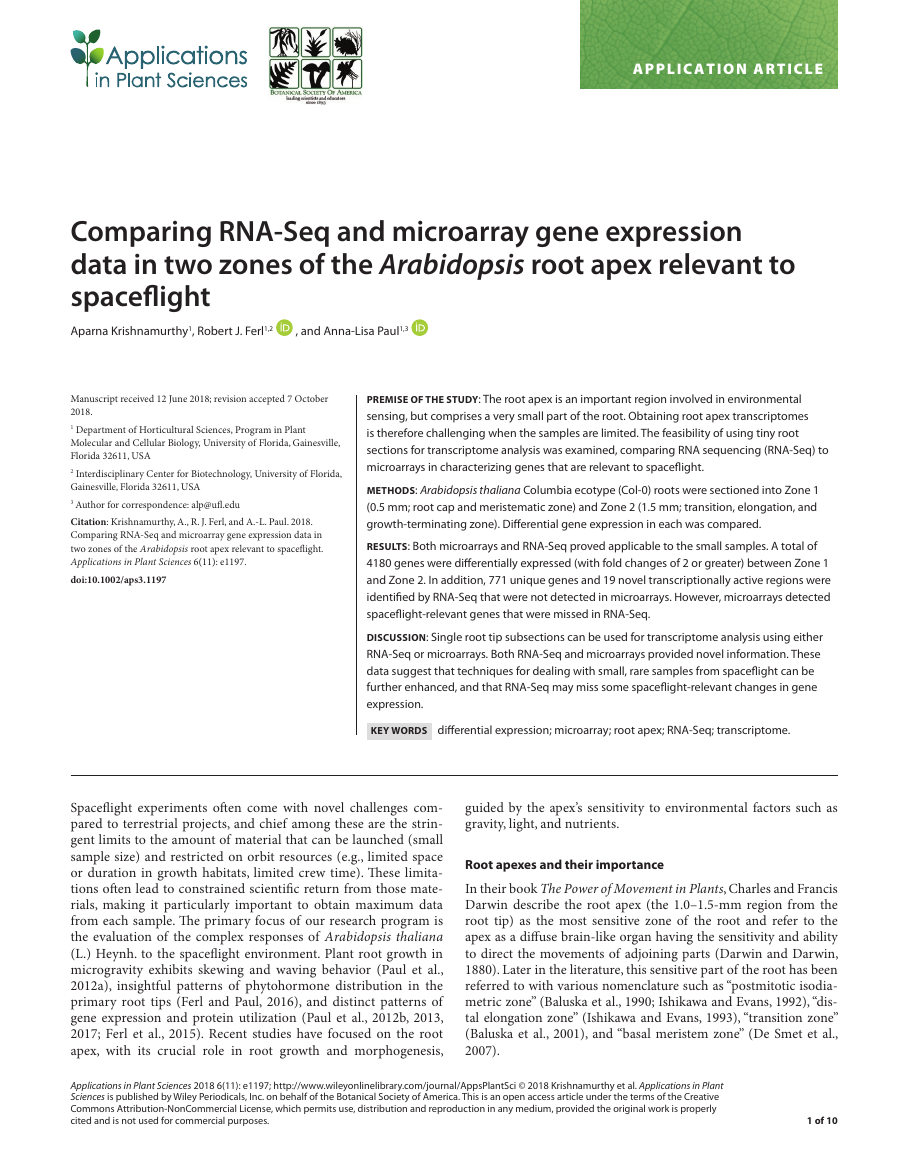 Applications
in Plant Sciences
BOTANICAL SOCIETY OF AMERICA
leading scientists and educators
since 1893
APPLICATION ARTICLE
Comparing RNA-Seq and microarray gene expression
data in two zones of the Arabidopsis root apex relevant to
spaceflight
Aparna Krishnamurthy1, Robert J. Ferl1,2 iD , and Anna-Lisa Paul1,3 iD
Manuscript received 12 June 2018; revision accepted 7 October
2018.
1 Department of Horticultural Sciences, Program in Plant
Molecular and Cellular Biology, University of Florida, Gainesville,
Florida 32611, USA
2 Interdisciplinary Center for Biotechnology, University of Florida,
Gainesville, Florida 32611, USA
3 Author for correspondence: alp@ufl.edu
Citation: Krishnamurthy, A., R. J. Ferl, and A.-L. Paul. 2018.
Comparing RNA-Seq and microarray gene expression data in
two zones of the Arabidopsis root apex relevant to spaceflight.
Applications in Plant Sciences 6(11): e1197.
doi:10.1002/aps3.1197
PREMISE OF THE STUDY: The root apex is an important region involved in environmental
sensing, but comprises a very small part of the root. Obtaining root apex transcriptomes
is therefore challenging when the samples are limited. The feasibility of using tiny root
sections for transcriptome analysis was examined, comparing RNA sequencing (RNA-Seq) to
microarrays in characterizing genes that are relevant to spaceflight.
METHODS: Arabidopsis thaliana Columbia ecotype (Col-0) roots were sectioned into Zone 1
(0.5 mm; root cap and meristematic zone) and Zone 2 (1.5 mm; transition, elongation, and
growth-terminating zone). Differential gene expression in each was compared.
RESULTS: Both microarrays and RNA-Seq proved applicable to the small samples. A total of
4180 genes were differentially expressed (with fold changes of 2 or greater) between Zone 1
and Zone 2. In addition, 771 unique genes and 19 novel transcriptionally active regions were
identified by RNA-Seq that were not detected in microarrays. However, microarrays detected
spaceflight-relevant genes that were missed in RNA-Seq.
DISCUSSION: Single root tip subsections can be used for transcriptome analysis using either
RNA-Seq or microarrays. Both RNA-Seq and microarrays provided novel information. These
data suggest that techniques for dealing with small, rare samples from spaceflight can be
further enhanced, and that RNA-Seq may miss some spaceflight-relevant changes in gene
expression.
KEY WORDS differential expression; microarray; root apex; RNA-Seq; transcriptome.
Spaceflight experiments often come with novel challenges com-
pared to terrestrial projects, and chief among these are the strin-
gent limits to the amount of material that can be launched (small
sample size) and restricted on orbit resources (e.g., limited space
or duration in growth habitats, limited crew time). These limita-
tions often lead to constrained scientific return from those mate-
rials, making it particularly important to obtain maximum data
from each sample. The primary focus of our research program is
the evaluation of the complex responses of Arabidopsis thaliana
(L.) Heynh. to the spaceflight environment. Plant root growth in
microgravity exhibits skewing and waving behavior (Paul et al.,
2012a), insightful patterns of phytohormone distribution in the
primary root tips (Ferl and Paul, 2016), and distinct patterns of
gene expression and protein utilization (Paul et al., 2012b, 2013,
2017; Ferl et al., 2015). Recent studies have focused on the root
apex, with its crucial role in root growth and morphogenesis,
guided by the apex's sensitivity to environmental factors such as
gravity, light, and nutrients.
Root apexes and their importance
In their book The Power of Movement in Plants, Charles and Francis
Darwin describe the root apex (the 1.0–1.5-mm region from the
root tip) as the most sensitive zone of the root and refer to the
apex as a diffuse brain-like organ having the sensitivity and ability
to direct the movements of adjoining parts (Darwin and Darwin,
1880). Later in the literature, this sensitive part of the root has been
referred to with various nomenclature such as “postmitotic isodia-
metric zone” (Baluska et al., 1990; Ishikawa and Evans, 1992), “dis-
tal elongation zone” (Ishikawa and Evans, 1993), “transition zone”
(Baluska et al., 2001), and “basal meristem zone” (De Smet et al.,
2007).
Applications in Plant Sciences 2018 6(11): e1197; http://www.wileyonlinelibrary.com/journal/AppsPlantSci © 2018 Krishnamurthy et al. Applications in Plant
Sciences is published by Wiley Periodicals, Inc. on behalf of the Botanical Society of America. This is an open access article under the terms of the Creative
Commons Attribution-NonCommercial License, which permits use, distribution and reproduction in any medium, provided the original work is properly
cited and is not used for commercial purposes.
1 of 10